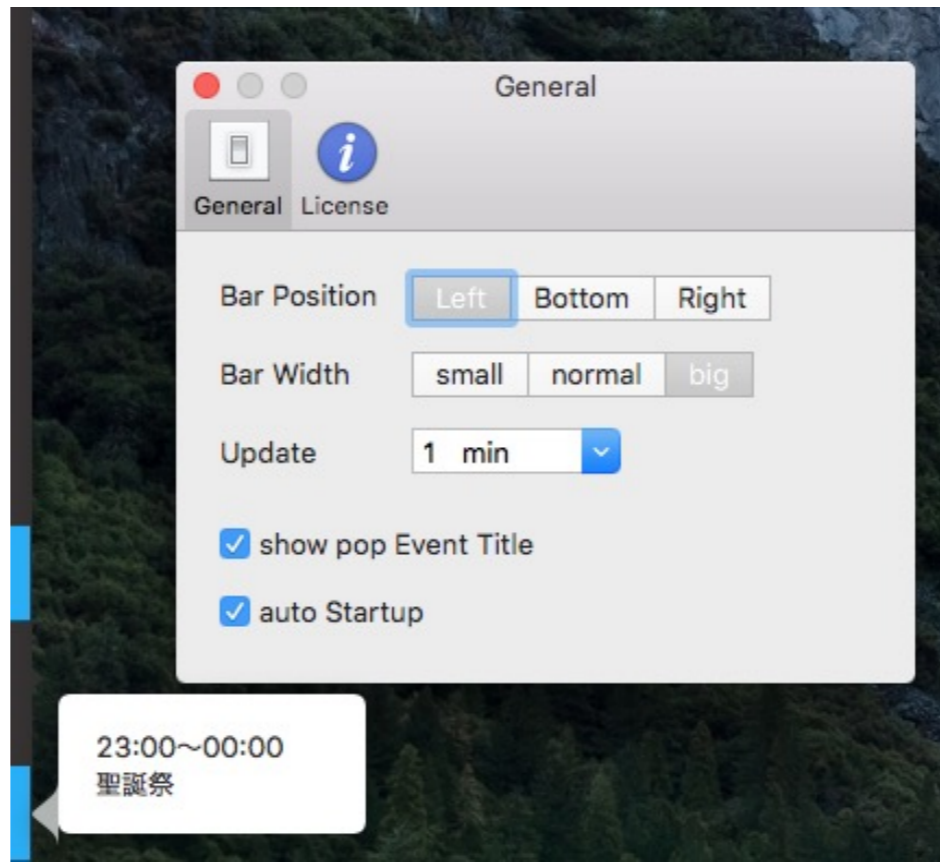 General
General License
Bar Position Left Bottom Right
Bar Width small normal big
Update 1 min
show pop Event Title
auto Startup
23:00～00:00
聖誕祭